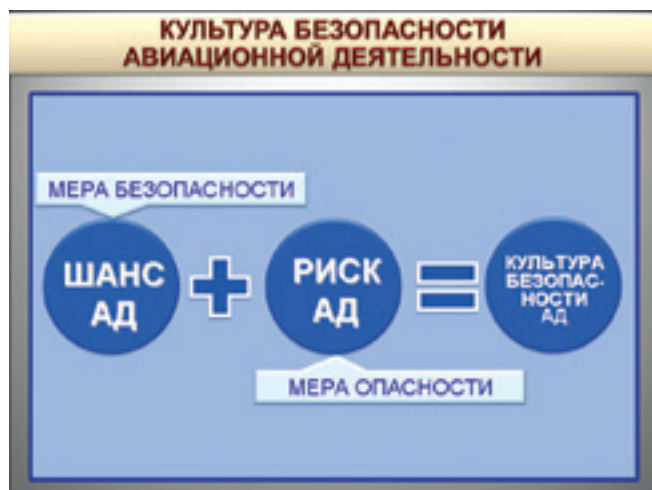 КУЛЬТУРА БЕЗОПАСНОСТИ
АВИАЦИОННОЙ ДЕЯТЕЛЬНОСТИ
МЕРА БЕЗОПАСНОСТИ
ШАНС
АД
+
РИСК
АД
=
КУЛЬТУРА
БЕЗОПАС-
НОСТИ
АД
МЕРА ОПАСНОСТИ